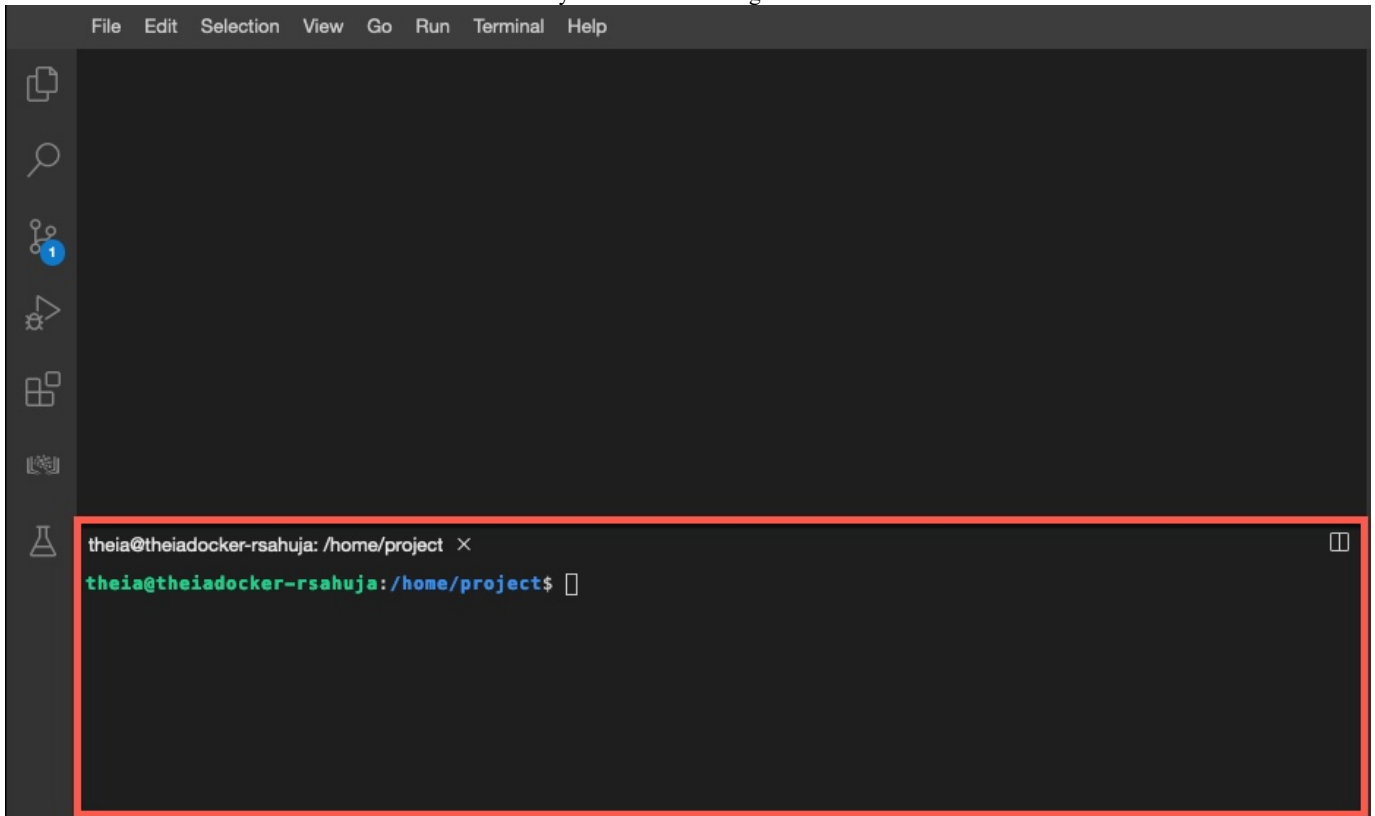 File Edit Selection View Go Run Terminal Help
1
theia@theiadocker-rsahuja: /home/project ×
theia@theiadocker-rsahuja:/home/project$